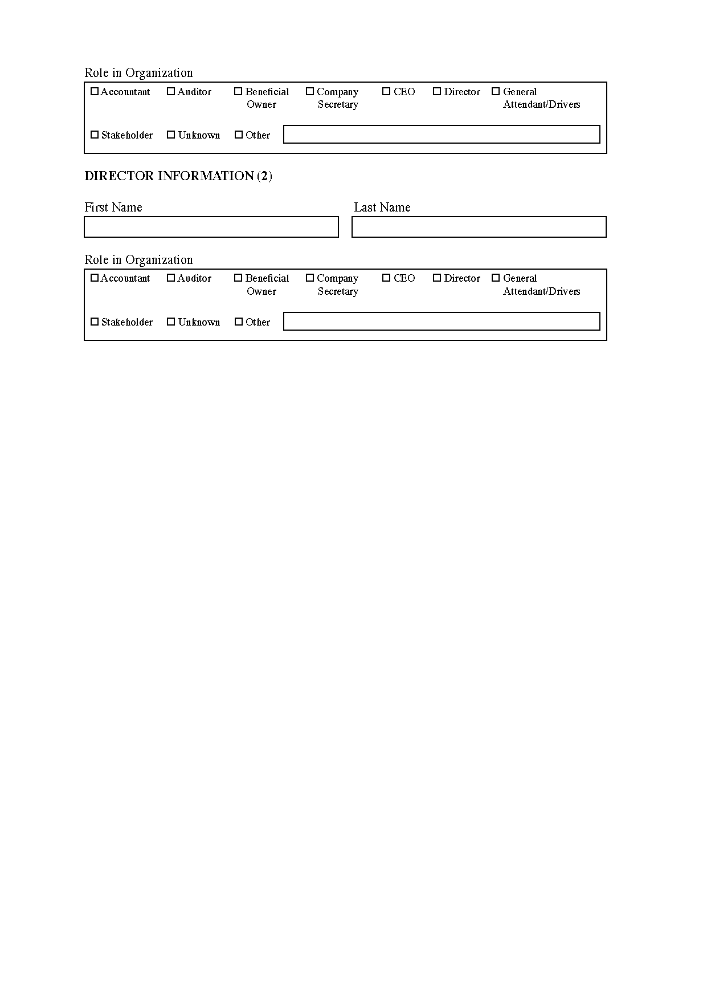 Role in Organization
Accountant Auditor Beneficial Company CEO Director General
Owner Secretary Attendant/Drivers
Stakeholder Unknown Other
DIRECTOR INFORMATION (2)
First Name Last Name
Role in Organization
Accountant Auditor Beneficial Company CEO Director General
Owner Secretary Attendant/Drivers
Stakeholder Unknown Other